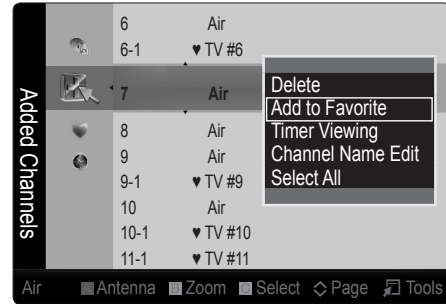 Added Channels
6 Air
6-1 ♥ TV #6
7 Air
8 Air
9 Air
9-1 ♥ TV #9
10 Air
10-1 ♥ TV #10
11-1 ♥ TV #11
Delete
Add to Favorite
Timer Viewing
Channel Name Edit
Select All
Air A Antenna B Zoom C Select Page Tools